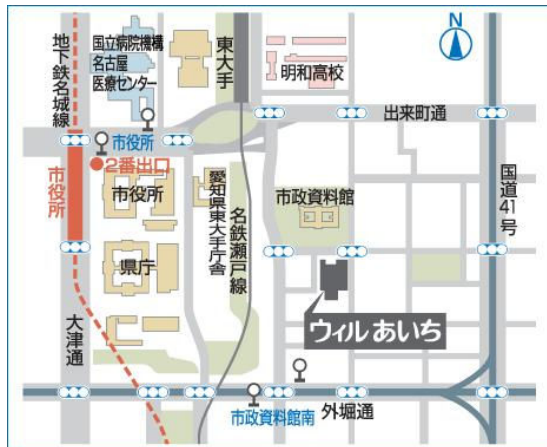 N
地下鉄名城線
国立病院機構
名古屋
医療センター
東大手
明和高校
出来町通
市役所
2番出口
市役所
市役所
愛知県東大手庁舎
名鉄瀬戸線
市政資料館
国道41号
県庁
大津通
ウィルあいち
市政資料館南
外堀通